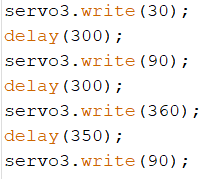 servo3.write(30);
delay(300);
servo3.write(90);
delay(300);
servo3.write(360);
delay(350);
servo3.write(90);